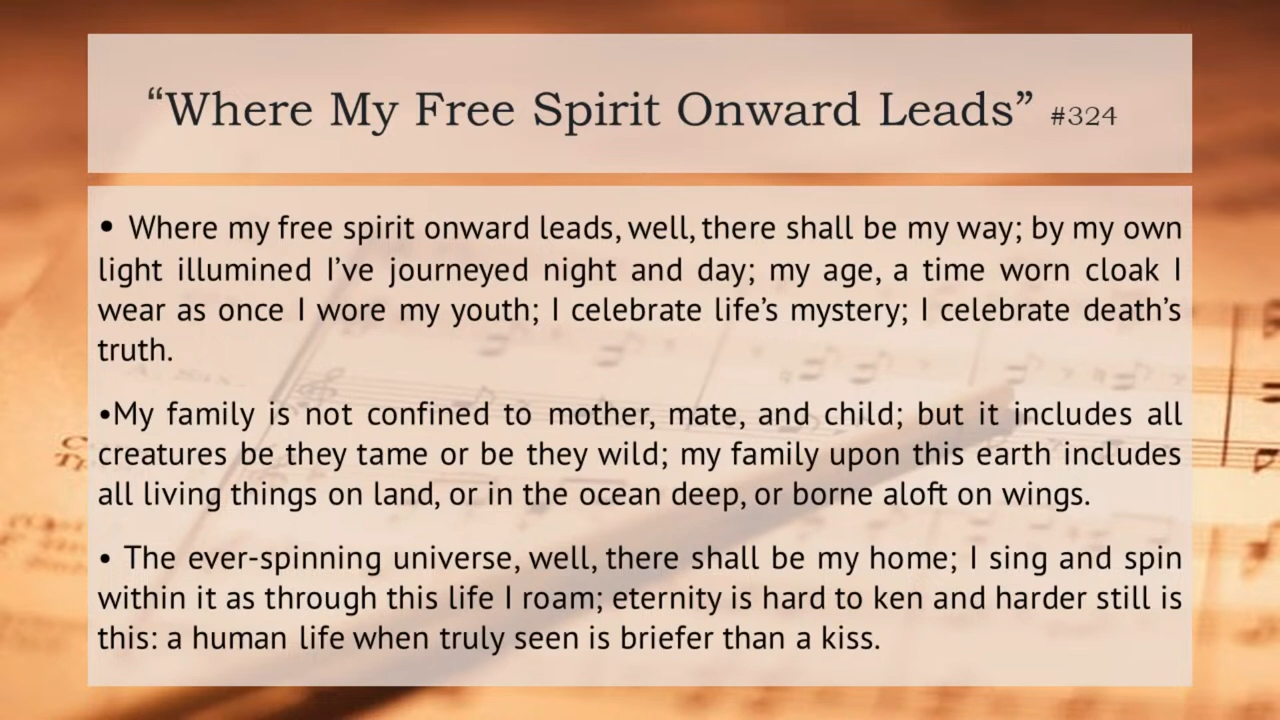 “Where My Free Spirit Onward Leads” #324
• Where my free spirit onward leads, well, there shall be my way; by my own
light illumined I’ve journeyed night and day; my age, a time worn cloak I
wear as once I wore my youth; I celebrate life’s mystery; I celebrate death’s
truth.
•My family is not confined to mother, mate, and child; but it includes all
creatures be they tame or be they wild; my family upon this earth includes
all living things on land, or in the ocean deep, or borne aloft on wings.
• The ever-spinning universe, well, there shall be my home; I sing and spin
within it as through this life I roam; eternity is hard to ken and harder still is
this: a human life when truly seen is briefer than a kiss.